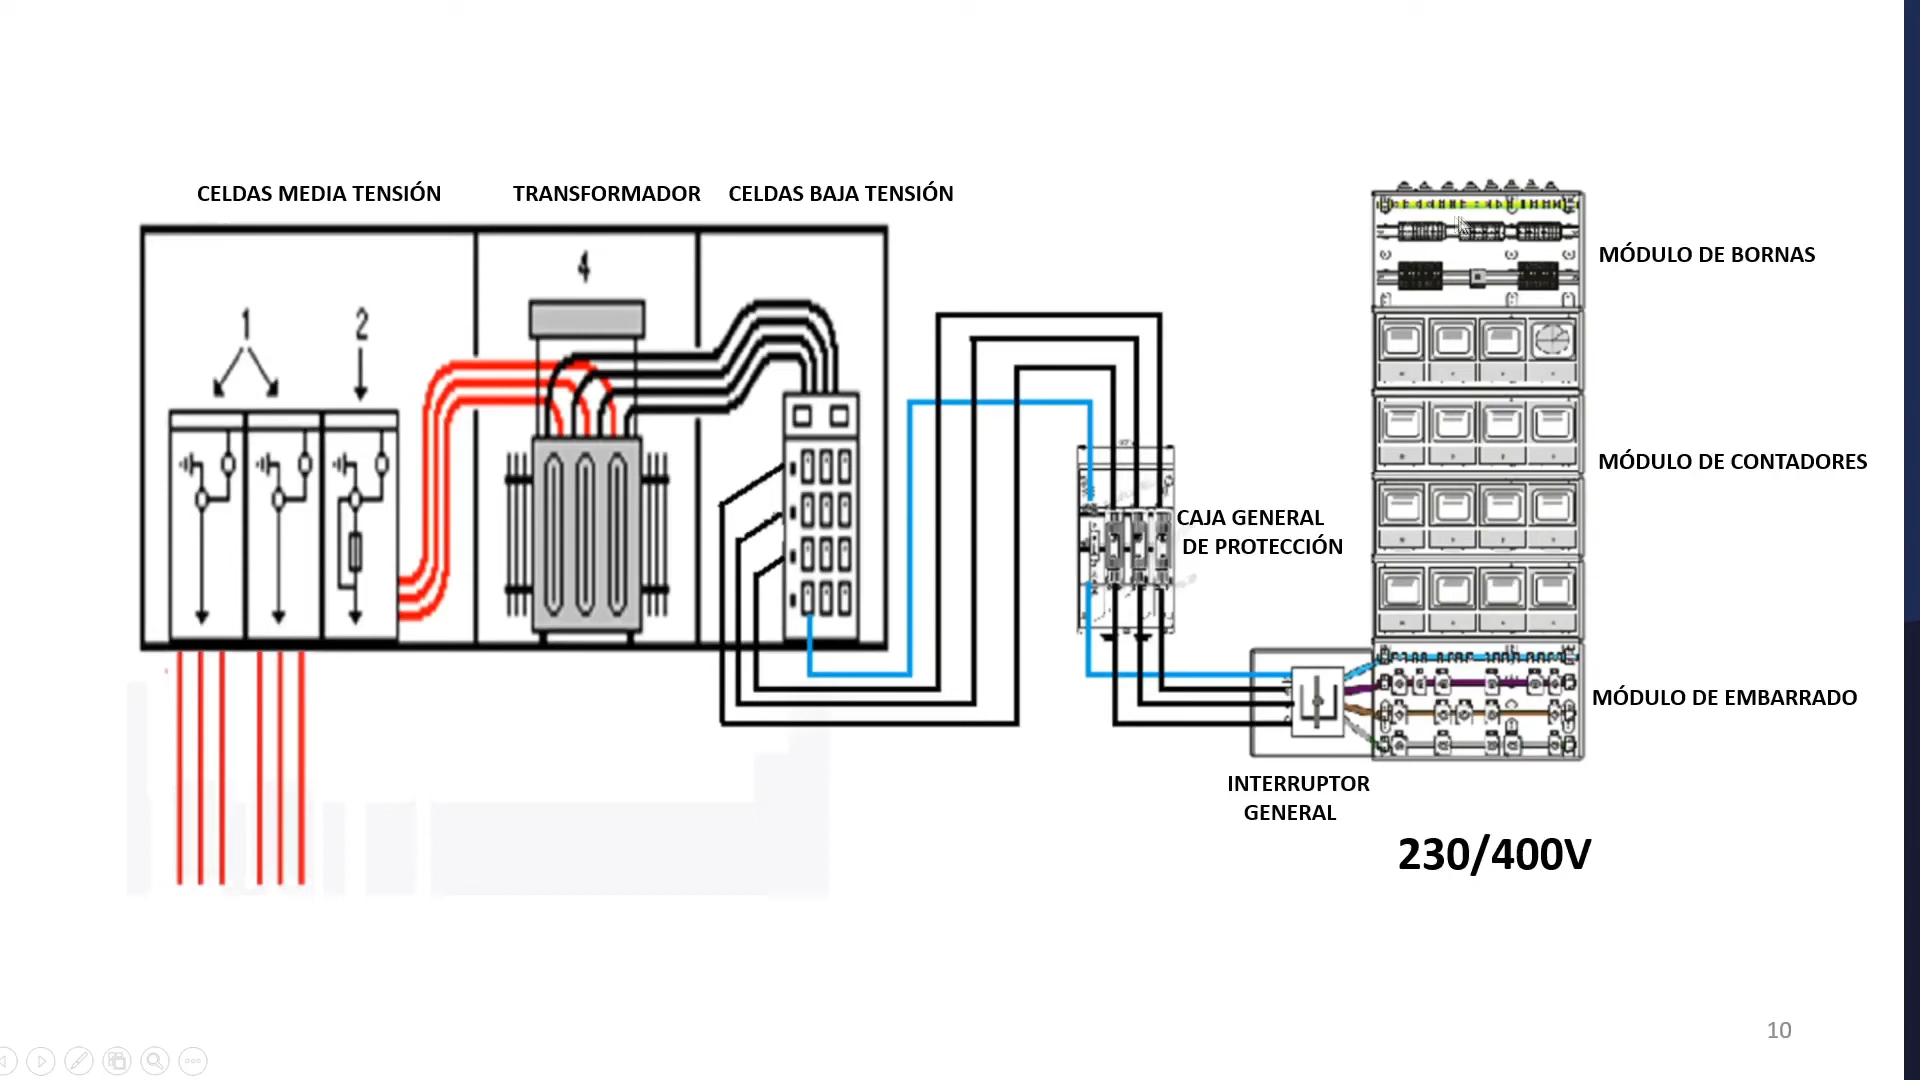 CELDAS MEDIA TENSIÓN
TRANSFORMADOR
CELDAS BAJA TENSIÓN
4
1
2
MÓDULO DE BORNAS
MÓDULO DE CONTADORES
CAJA GENERAL
DE PROTECCIÓN
MÓDULO DE EMBARRADO
INTERRUPTOR
GENERAL
230/400V
10